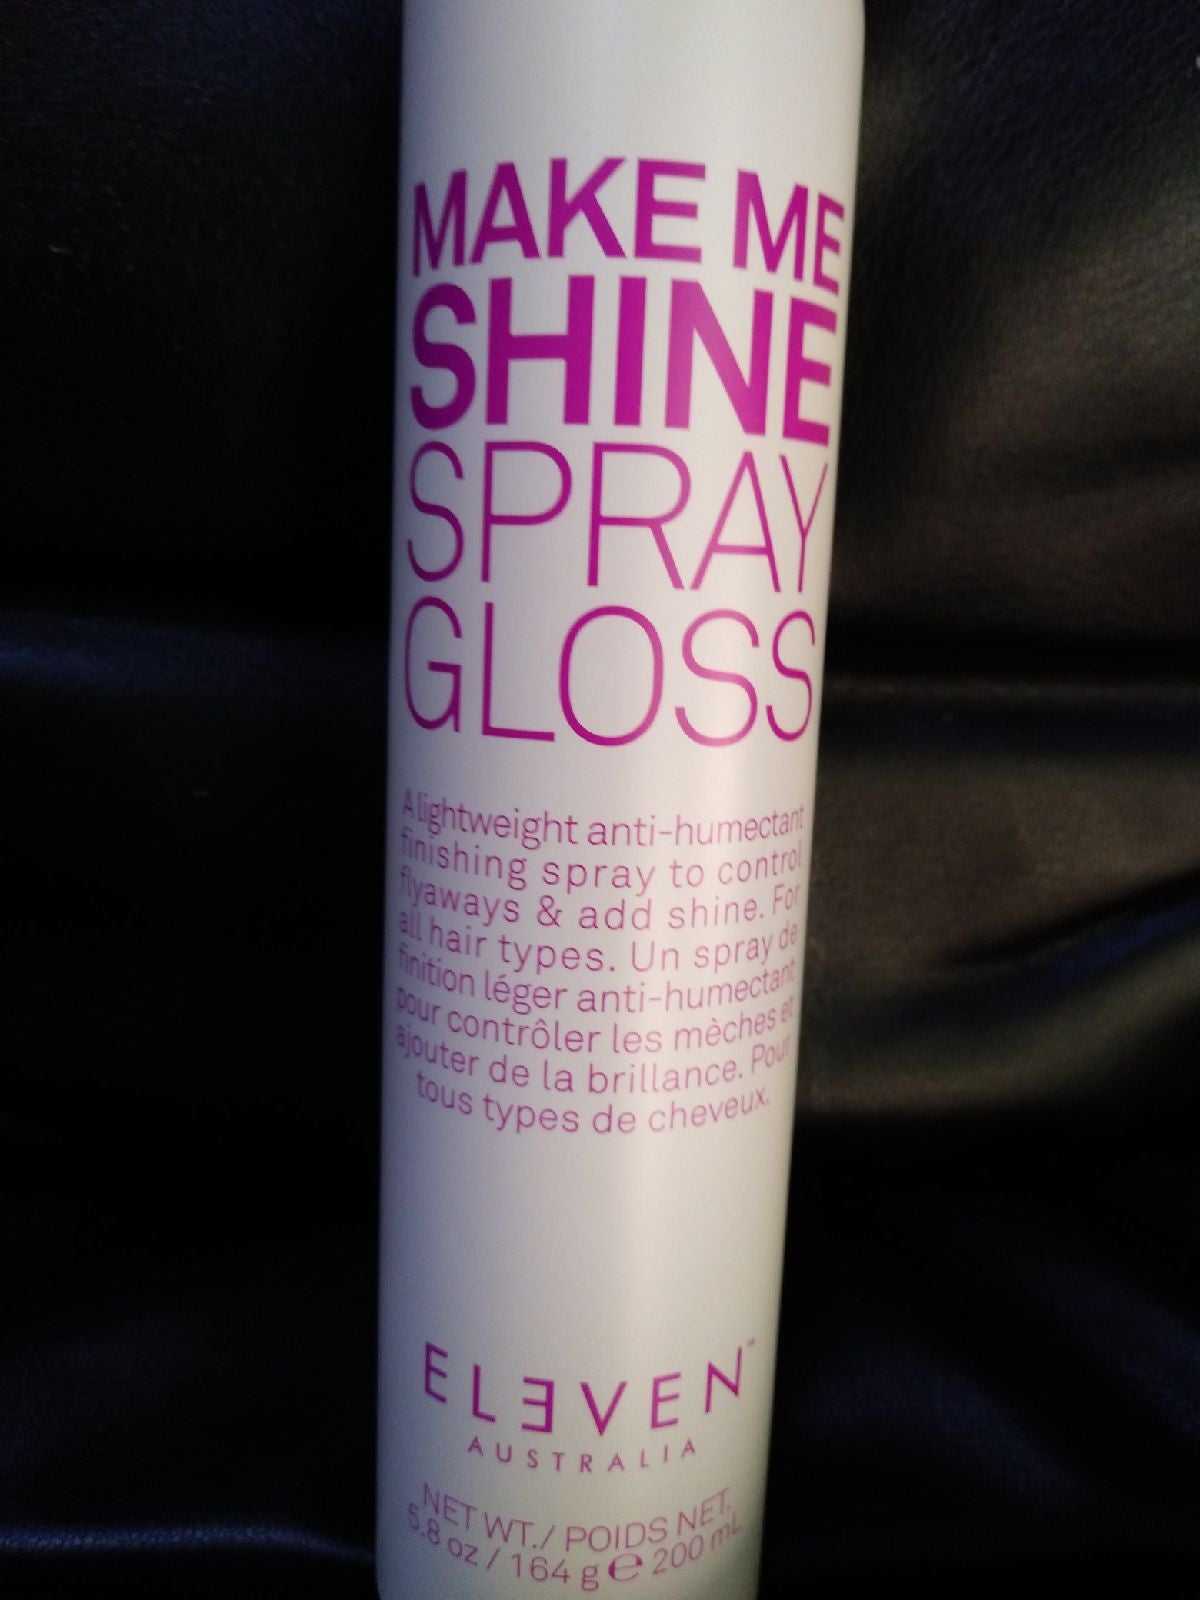 MAKE ME
SHINE
SPRAY
GLOSS
A lightweight anti-humectant
finishing spray to control
flyaways & add shine. For
all hair types. Un spray de
finition léger anti-humectant
pour contrôler les mèches et
ajouter de la brillance. Pour
tous types de cheveux.
ELEVEN™
AUSTRALIA
NET WT./ POIDS NET.
5.8 oz / 164 g ℮ 200 mL